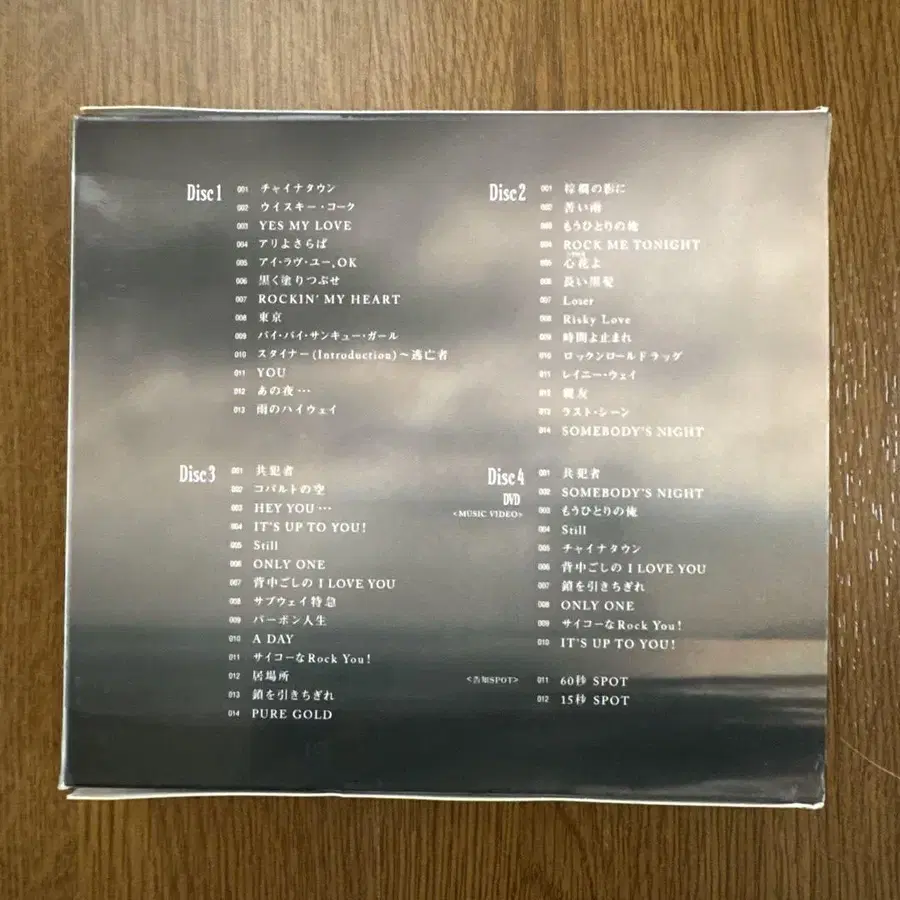 Disc1
001 チャイナタウン
002 ウイスキー・コーク
003 YES MY LOVE
004 アリよさらば
005 アイ・ラヴ・ユー,OK
006 黒く塗りつぶせ
007 ROCKIN' MY HEART
008 東京
009 バイ・バイ・サンキュー・ガール
010 スタイナー(Introduction)〜逃亡者
011 YOU
012 あの夜…
013 雨のハイウェイ
Disc2
001 棕櫚の影に
002 苦い雨
003 もうひとりの俺
004 ROCK ME TONIGHT
005 心花よ
006 長い黒髪
007 Loser
008 Risky Love
009 時間よ止まれ
010 ロックンロールドラッグ
011 レイニー・ウェイ
012 親友
013 ラスト・シーン
014 SOMEBODY'S NIGHT
Disc3
001 共犯者
002 コバルトの空
003 HEY YOU…
004 IT'S UP TO YOU!
005 Still
006 ONLY ONE
007 背中ごしの I LOVE YOU
008 サブウェイ特急
009 バーボン人生
010 A DAY
011 サイコーなRock You!
012 居場所
013 鎖を引きちぎれ
014 PURE GOLD
Disc4
DVD
<MUSIC VIDEO>
001 共犯者
002 SOMEBODY'S NIGHT
003 もうひとりの俺
004 Still
005 チャイナタウン
006 背中ごしの I LOVE YOU
007 鎖を引きちぎれ
008 ONLY ONE
009 サイコーなRock You!
010 IT'S UP TO YOU!
<告知SPOT>
011 60秒 SPOT
012 15秒 SPOT